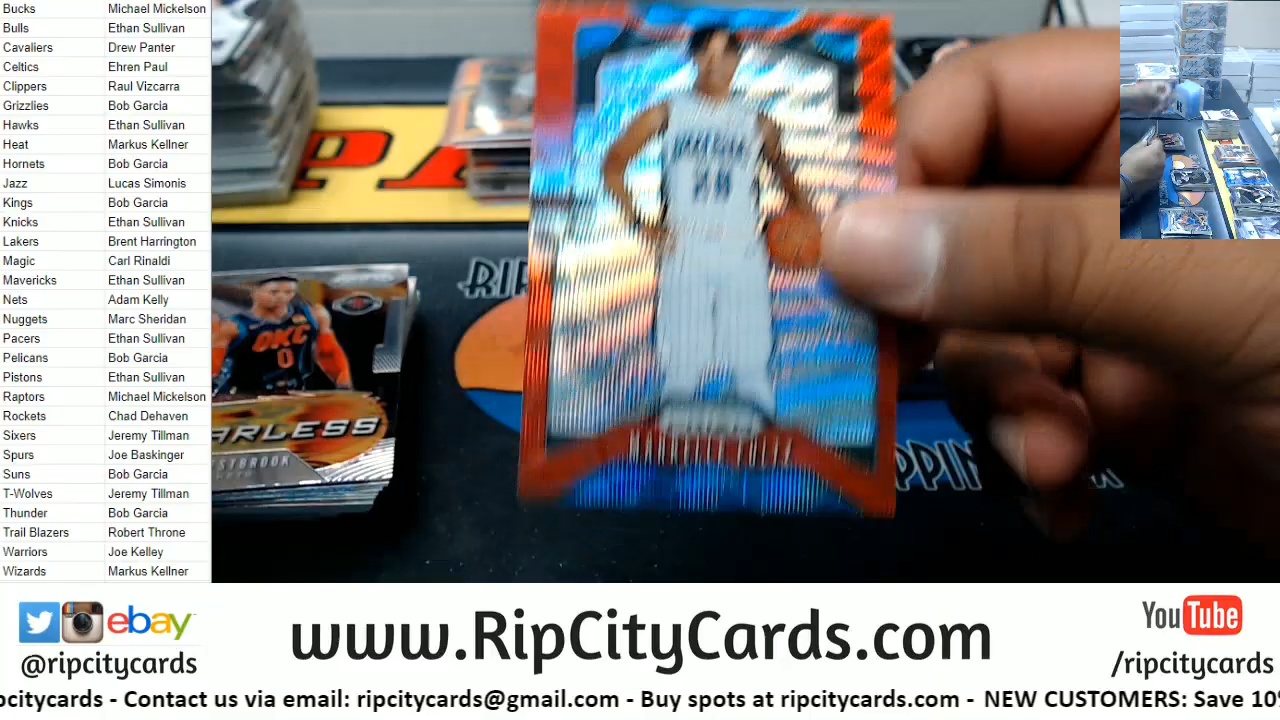 Bucks Michael Mickelson
Bulls Ethan Sullivan
Cavaliers Drew Panter
Celtics Ehren Paul
Clippers Raul Vizcarra
Grizzlies Bob Garcia
Hawks Ethan Sullivan
Heat Markus Kellner
Hornets Bob Garcia
Jazz Lucas Simonis
Kings Bob Garcia
Knicks Ethan Sullivan
Lakers Brent Harrington
Magic Carl Rinaldi
Mavericks Ethan Sullivan
Nets Adam Kelly
Nuggets Marc Sheridan
Pacers Ethan Sullivan
Pelicans Bob Garcia
Pistons Ethan Sullivan
Raptors Michael Mickelson
Rockets Chad Dehaven
Sixers Jeremy Tillman
Spurs Joe Baskinger
Suns Bob Garcia
T-Wolves Jeremy Tillman
Thunder Bob Garcia
Trail Blazers Robert Throne
Warriors Joe Kelley
Wizards Markus Kellner
OKC
0
ARLESS
STBROOK
RIP
PPIN
ebay
@ripcitycards
www.RipCityCards.com
YouTube
/ripcitycards
pcitycards - Contact us via email: ripcitycards@gmail.com - Buy spots at ripcitycards.com - NEW CUSTOMERS: Save 10%